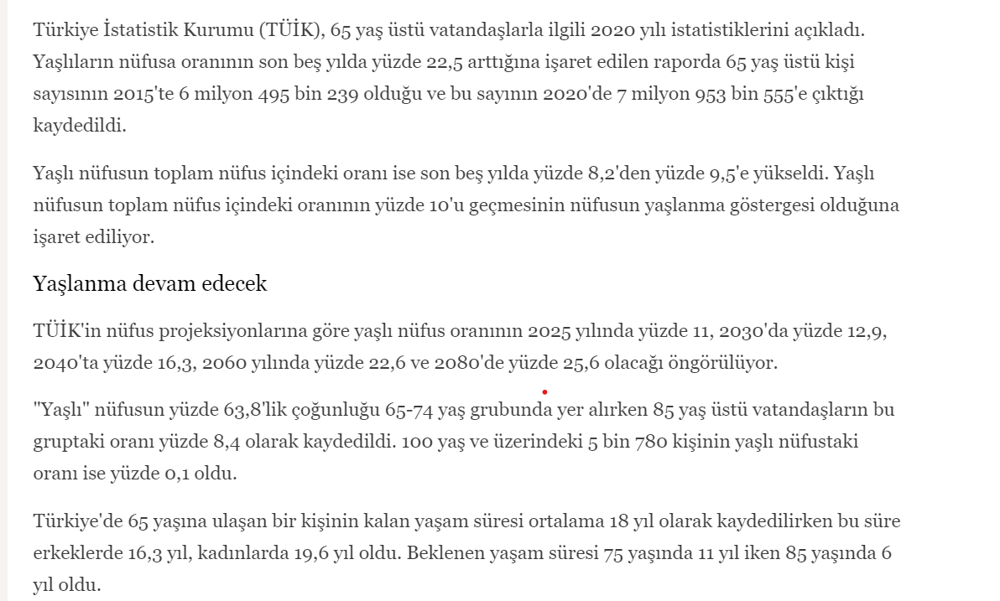 Türkiye İstatistik Kurumu (TÜİK), 65 yaş üstü vatandaşlarla ilgili 2020 yılı istatistiklerini açıkladı.
Yaşlıların nüfusa oranının son beş yılda yüzde 22,5 arttığına işaret edilen raporda 65 yaş üstü kişi
sayısının 2015'te 6 milyon 495 bin 239 olduğu ve bu sayının 2020'de 7 milyon 953 bin 555'e çıktığı
kaydedildi.
Yaşlı nüfusun toplam nüfus içindeki oranı ise son beş yılda yüzde 8,2'den yüzde 9,5'e yükseldi. Yaşlı
nüfusun toplam nüfus içindeki oranının yüzde 10'u geçmesinin nüfusun yaşlanma göstergesi olduğuna
işaret ediliyor.
Yaşlanma devam edecek
TÜİK'in nüfus projeksiyonlarına göre yaşlı nüfus oranının 2025 yılında yüzde 11, 2030'da yüzde 12,9,
2040'ta yüzde 16,3, 2060 yılında yüzde 22,6 ve 2080'de yüzde 25,6 olacağı öngörülüyor.
"Yaşlı" nüfusun yüzde 63,8'lik çoğunluğu 65-74 yaş grubunda yer alırken 85 yaş üstü vatandaşların bu
gruptaki oranı yüzde 8,4 olarak kaydedildi. 100 yaş ve üzerindeki 5 bin 780 kişinin yaşlı nüfustaki
oranı ise yüzde 0,1 oldu.
Türkiye'de 65 yaşına ulaşan bir kişinin kalan yaşam süresi ortalama 18 yıl olarak kaydedilirken bu süre
erkeklerde 16,3 yıl, kadınlarda 19,6 yıl oldu. Beklenen yaşam süresi 75 yaşında 11 yıl iken 85 yaşında 6
yıl oldu.